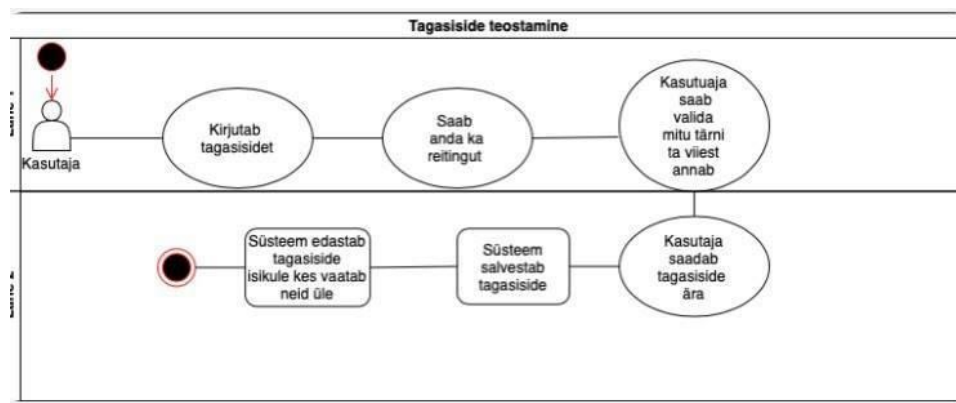 Tagasiside teostamine
Kasutaja
Kirjutab
tagasisidet
Saab
anda ka
reitingut
Kasutuaja
saab
valida
mitu tärni
ta viiest
annab
Süsteem edastab
tagasiside
isikule kes vaatab
neid üle
Süsteem
salvestab
tagasiside
Kasutaja
saadab
tagasiside
ära